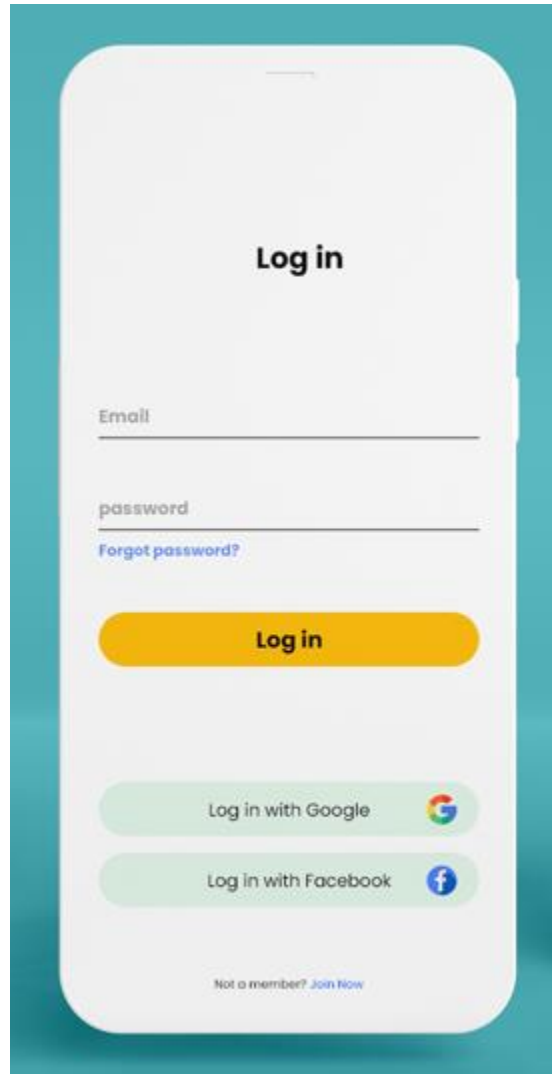 Log in
Email
password
Forgot password?
Log in
Log in with Google
Log in with Facebook
Not a member? Join Now